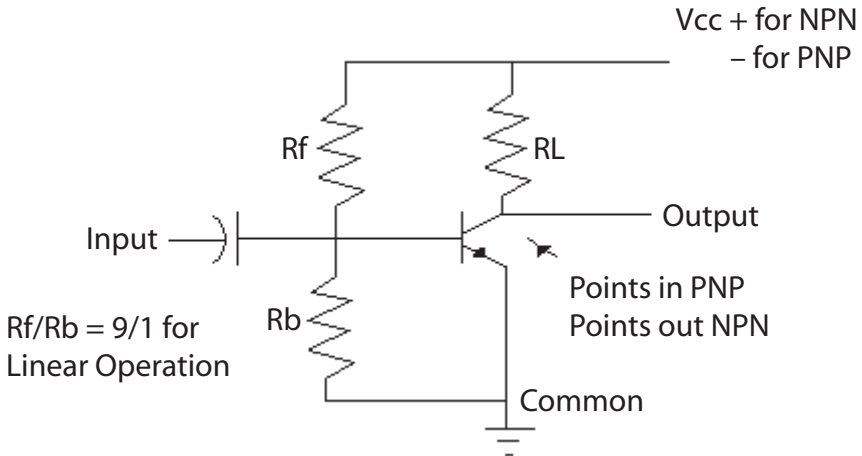 Vcc + for NPN
– for PNP
Rf
RL
Input
Output
Points in PNP
Points out NPN
Rf/Rb = 9/1 for
Linear Operation
Rb
Common